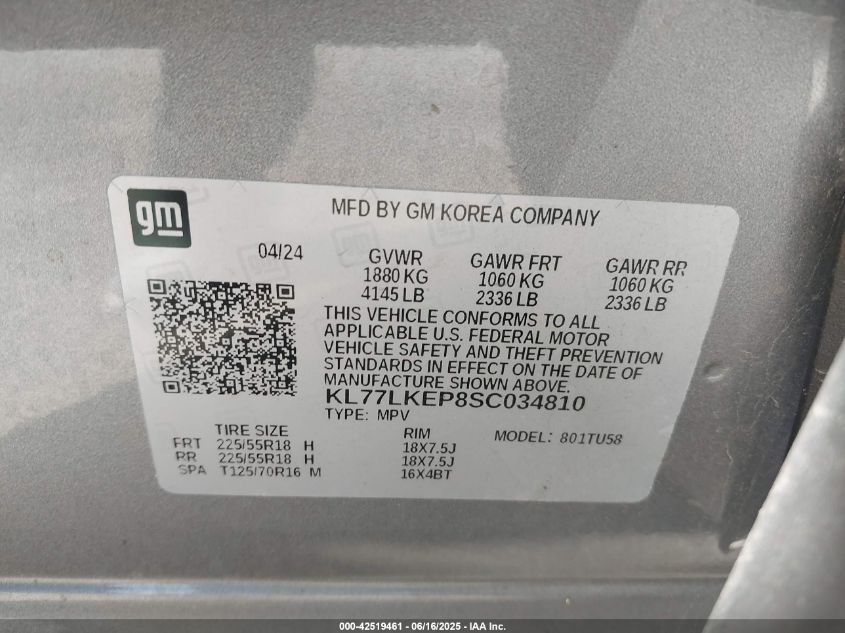 gm
MFD BY GM KOREA COMPANY
04/24
GVWR GAWR FRT GAWR RR
1880 KG 1060 KG 1060 KG
4145 LB 2336 LB 2336 LB
THIS VEHICLE CONFORMS TO ALL
APPLICABLE U.S. FEDERAL MOTOR
VEHICLE SAFETY AND THEFT PREVENTION
STANDARDS IN EFFECT ON THE DATE OF
MANUFACTURE SHOWN ABOVE.
KL77LKEP8SC034810
TYPE: MPV
TIRE SIZE RIM MODEL: 801TU58
FRT 225/55R18 H 18X7.5J
RR 225/55R18 H 18X7.5J
SPA T125/70R16 M 16X4BT
000-42519461 - 06/16/2025 - IAA Inc.